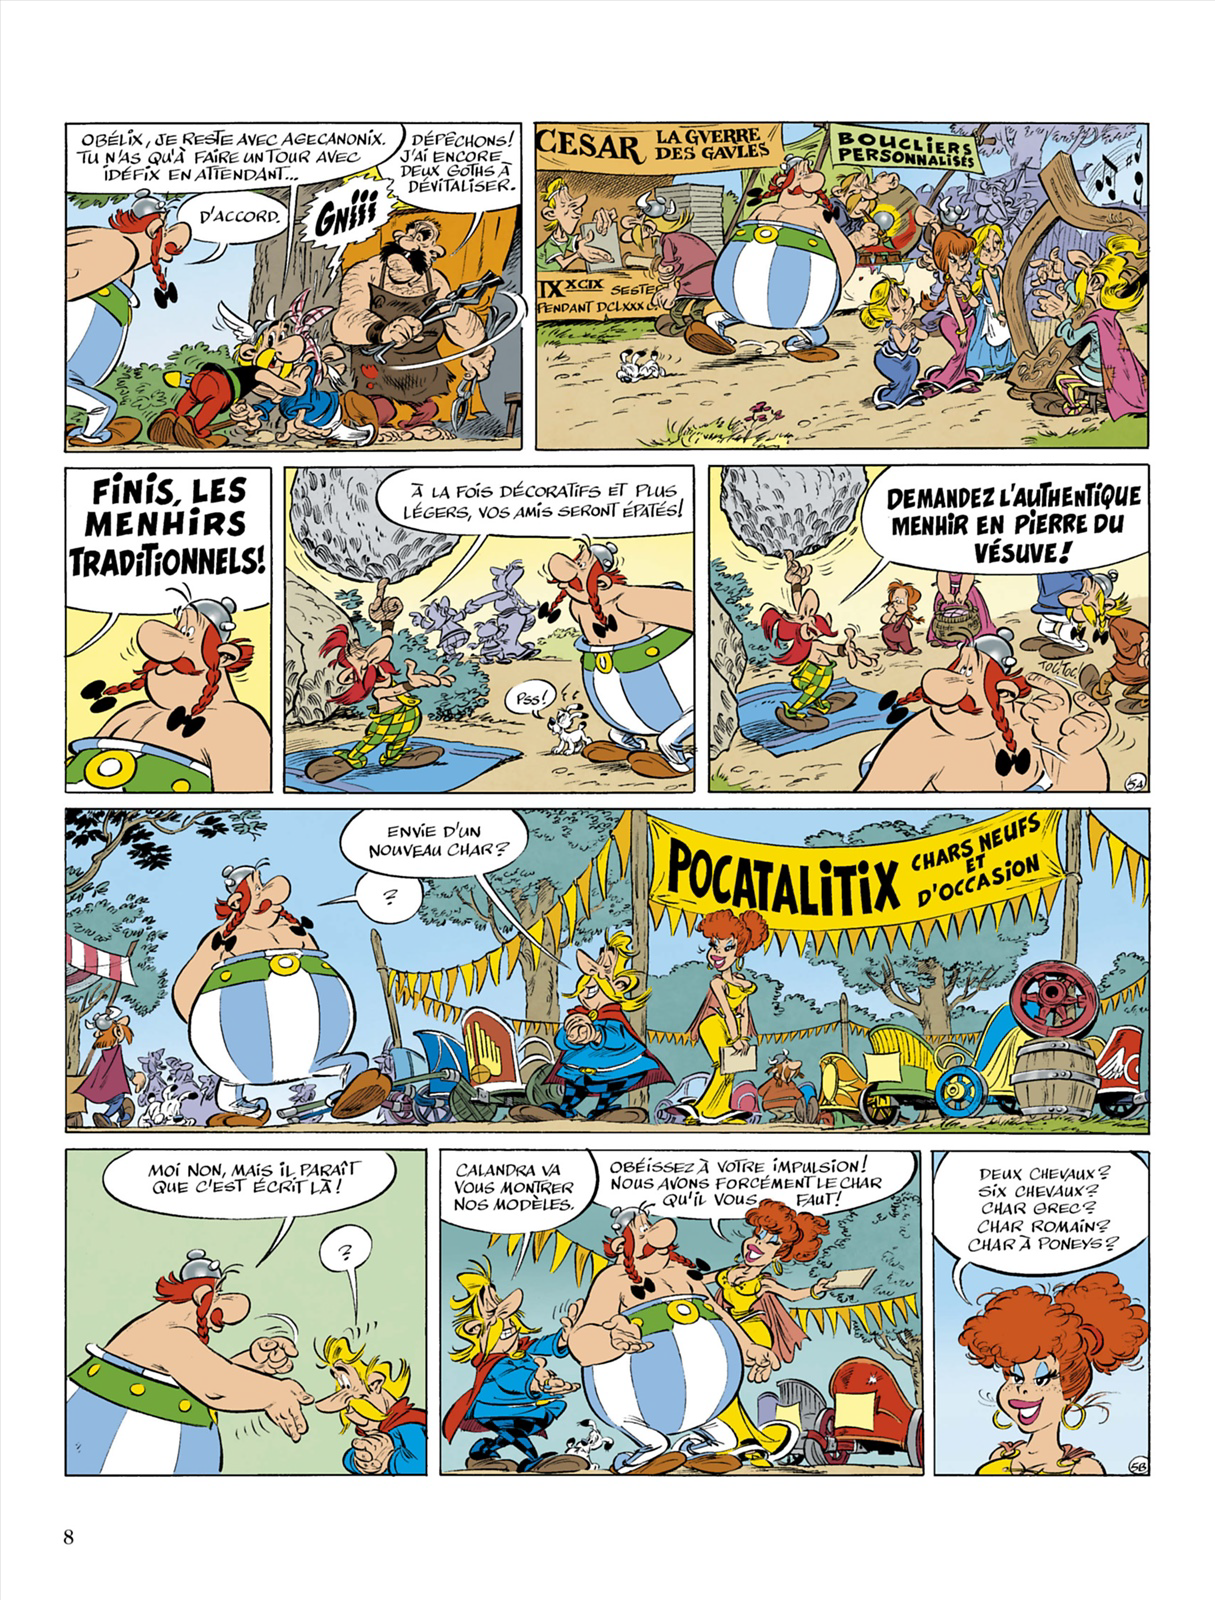 OBÉLIX, JE RESTE AVEC AGECANONIX.
TU N'AS QU'À FAIRE UN TOUR AVEC
IDÉFIX EN ATTENDANT...
DÉPÊCHONS!
J'AI ENCORE
DEUX GOTHS À
DÉVITALISER.
D'ACCORD.
GNiii
CESAR
LA GVERRE
DES GAVLES
BOUCLIERS
PERSONNALISÉS
IX XCIX SESTE
PENDANT DCLXXX
FiNiS, LES
MENHiRS
TRADiTiONNELS!
À LA FOIS DÉCORATIFS ET PLUS
LÉGERS, VOS AMIS SERONT ÉPATÉS!
PSS!
DEMANDEZ L'AUTHENTiQUE
MENHiR EN PiERRE DU
VÉSUVE!
TOC! TOC!
5A
ENVIE D'UN
NOUVEAU CHAR?
?
POCATALiTiX
CHARS NEUFS
ET
D'OCCASiON
MOI NON, MAIS IL PARAÎT
QUE C'EST ÉCRIT LÀ!
?
CALANDRA VA
VOUS MONTRER
NOS MODÈLES.
OBÉISSEZ À VOTRE IMPULSION!
NOUS AVONS FORCÉMENT LE CHAR
QU'IL VOUS FAUT!
DEUX CHEVAUX?
SIX CHEVAUX?
CHAR GREC?
CHAR ROMAIN?
CHAR À PONEYS?
5B
8